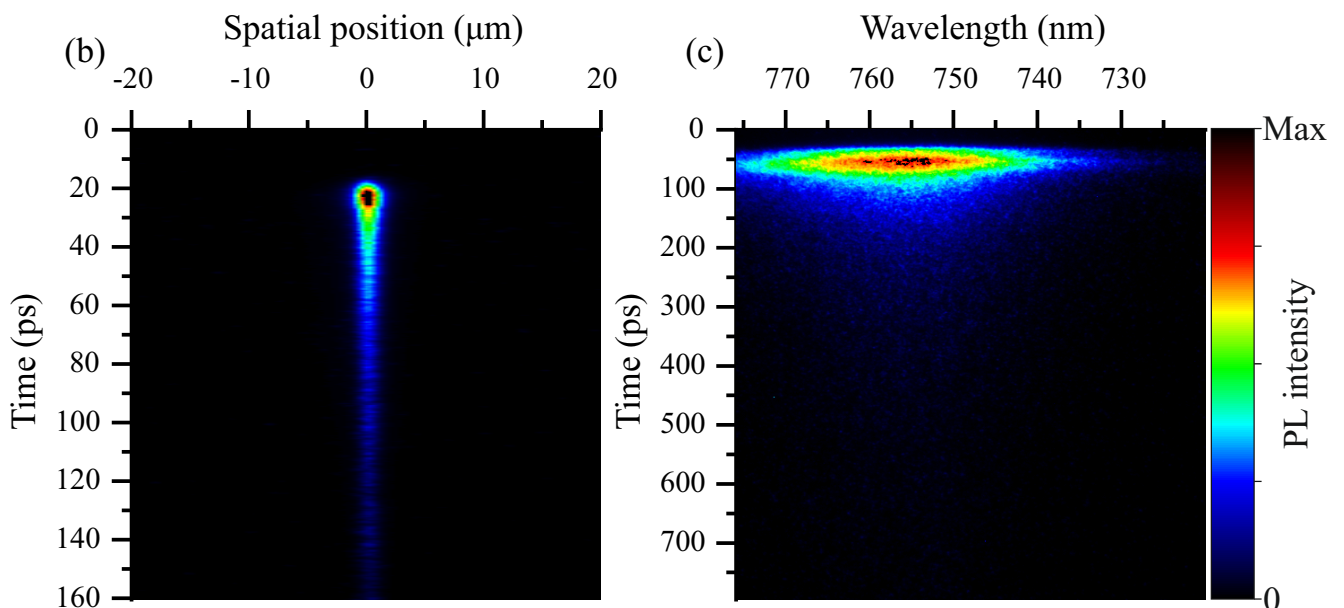 (b)
Spatial position (μm)
-20 -10 0 10 20
Time (ps)
0
20
40
60
80
100
120
140
160
(c)
Wavelength (nm)
770 760 750 740 730
Time (ps)
0
100
200
300
400
500
600
700
Max
PL intensity
0